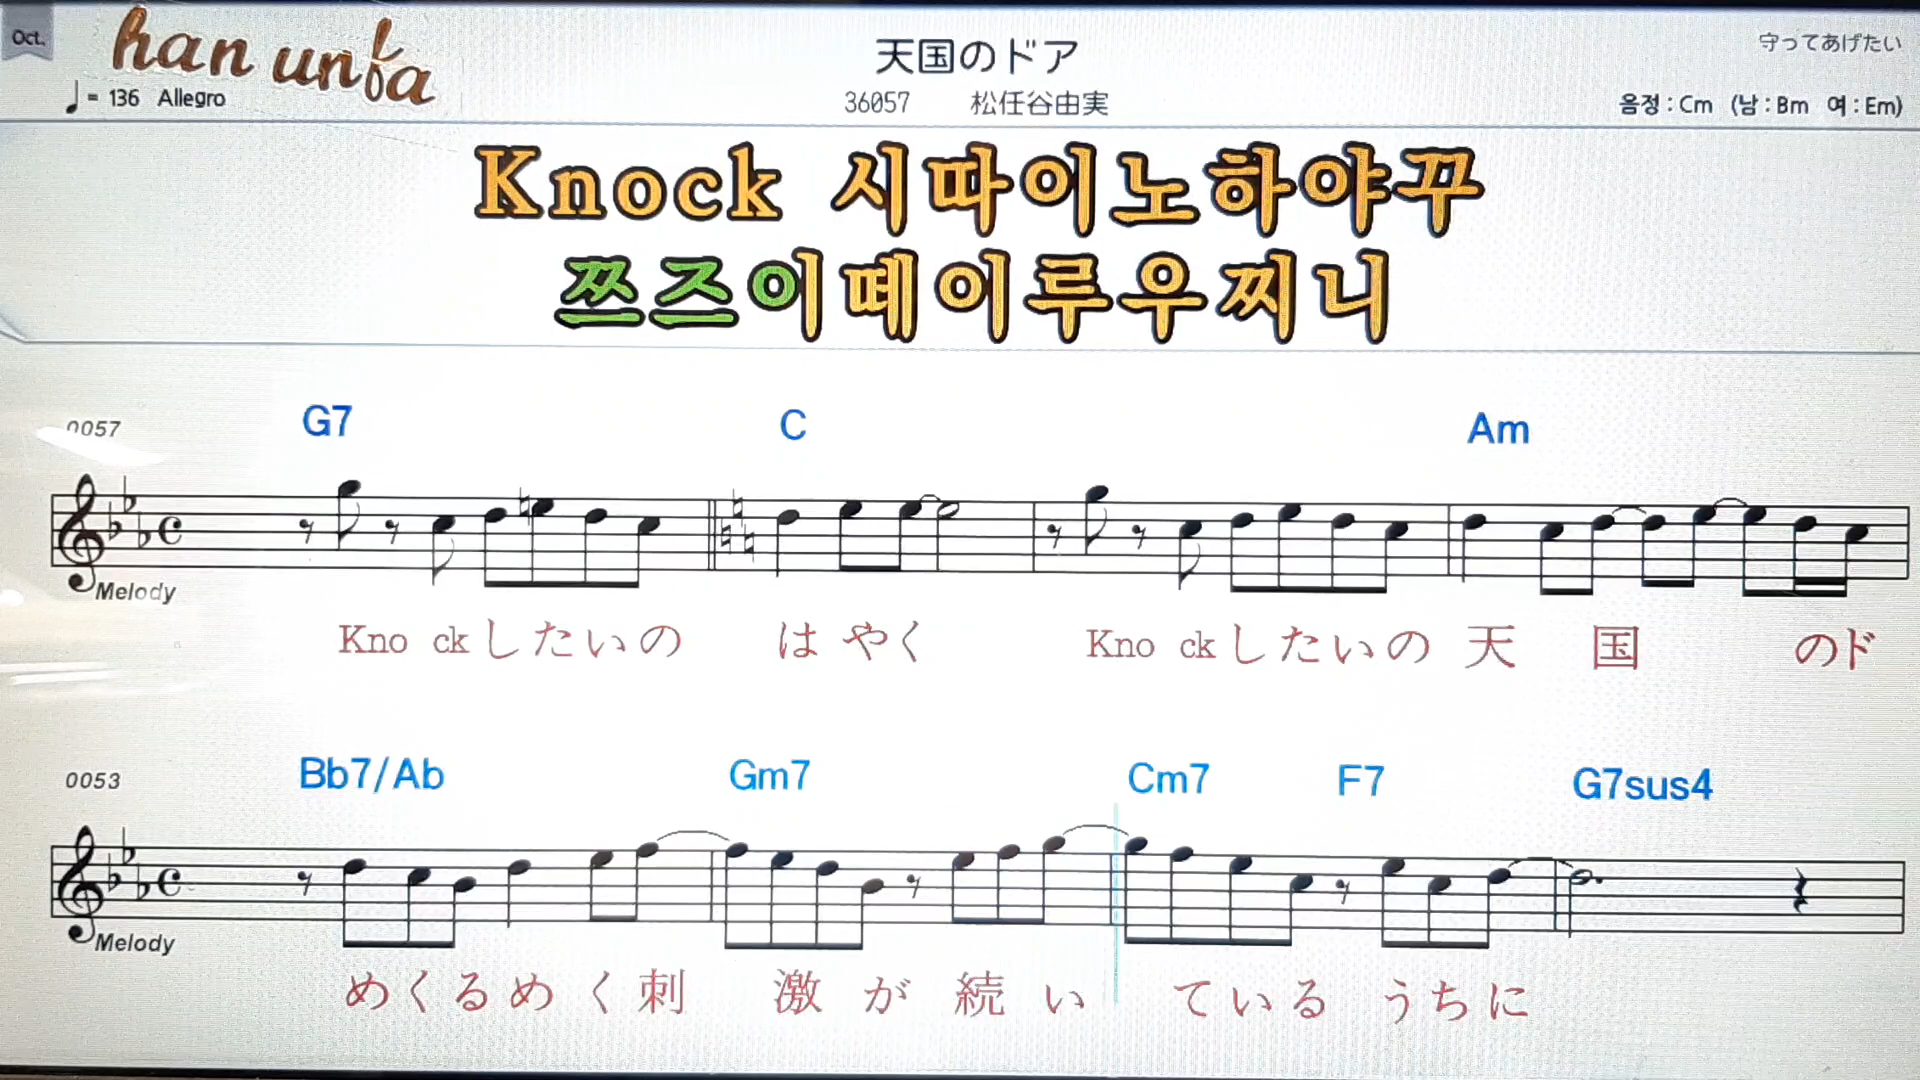 Oct.
han unba
天国のドア
守ってあげたい
♩= 136 Allegro
36057 松任谷由実
음정 : Cm (남 : Bm 여 : Em)
Knock 시따이노하야꾸
쯔즈이떼이루우찌니
0057
G7 C Am
Melody
Kno ck したいの は やく Kno ck したいの 天 国 のド
0053
Bb7/Ab Gm7 Cm7 F7 G7sus4
Melody
めくるめく刺 激 が 続 い ている うちに